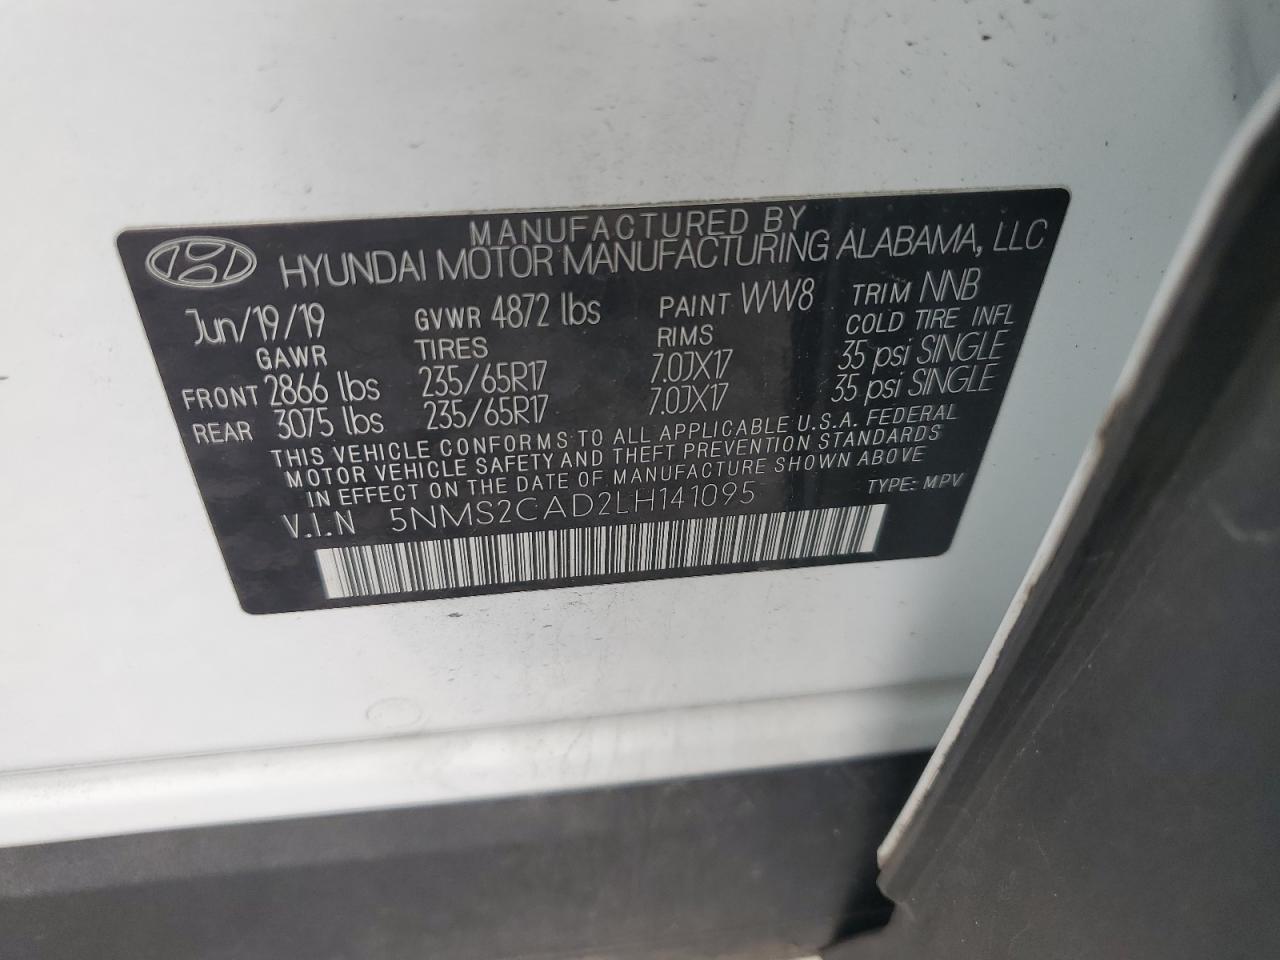 MANUFACTURED BY
HYUNDAI MOTOR MANUFACTURING ALABAMA, LLC
Jun/19/19 GVWR 4872 lbs PAINT WW8 TRIM NNB
GAWR TIRES RIMS COLD TIRE INFL
FRONT 2866 lbs 235/65R17 7.0JX17 35 psi SINGLE
REAR 3075 lbs 235/65R17 7.0JX17 35 psi SINGLE
THIS VEHICLE CONFORMS TO ALL APPLICABLE U.S.A. FEDERAL
MOTOR VEHICLE SAFETY AND THEFT PREVENTION STANDARDS
IN EFFECT ON THE DATE OF MANUFACTURE SHOWN ABOVE
V.I.N 5NMS2CAD2LH141095 TYPE: MPV